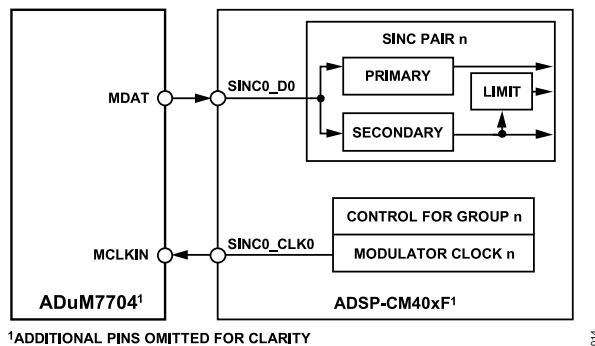 SINC PAIR n
SINC0_D0
PRIMARY
MDAT
LIMIT
SECONDARY
CONTROL FOR GROUP n
SINC0_CLK0
MCLKIN
MODULATOR CLOCK n
ADuM7704¹
ADSP-CM40xF¹
¹ADDITIONAL PINS OMITTED FOR CLARITY
014